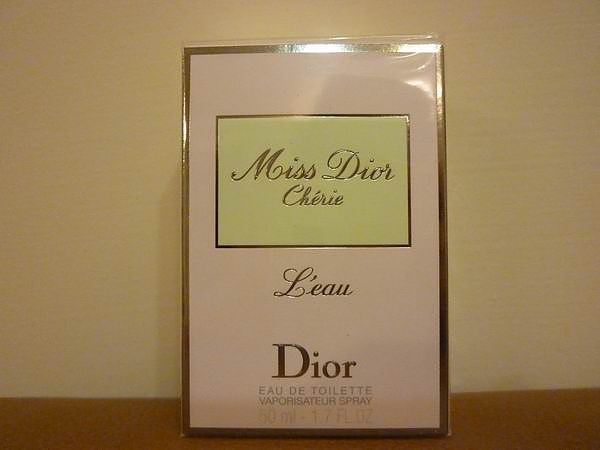 Miss Dior
Chérie
L'eau
Dior
EAU DE TOILETTE
VAPORISATEUR SPRAY
50 ml - 1.7 FL.OZ